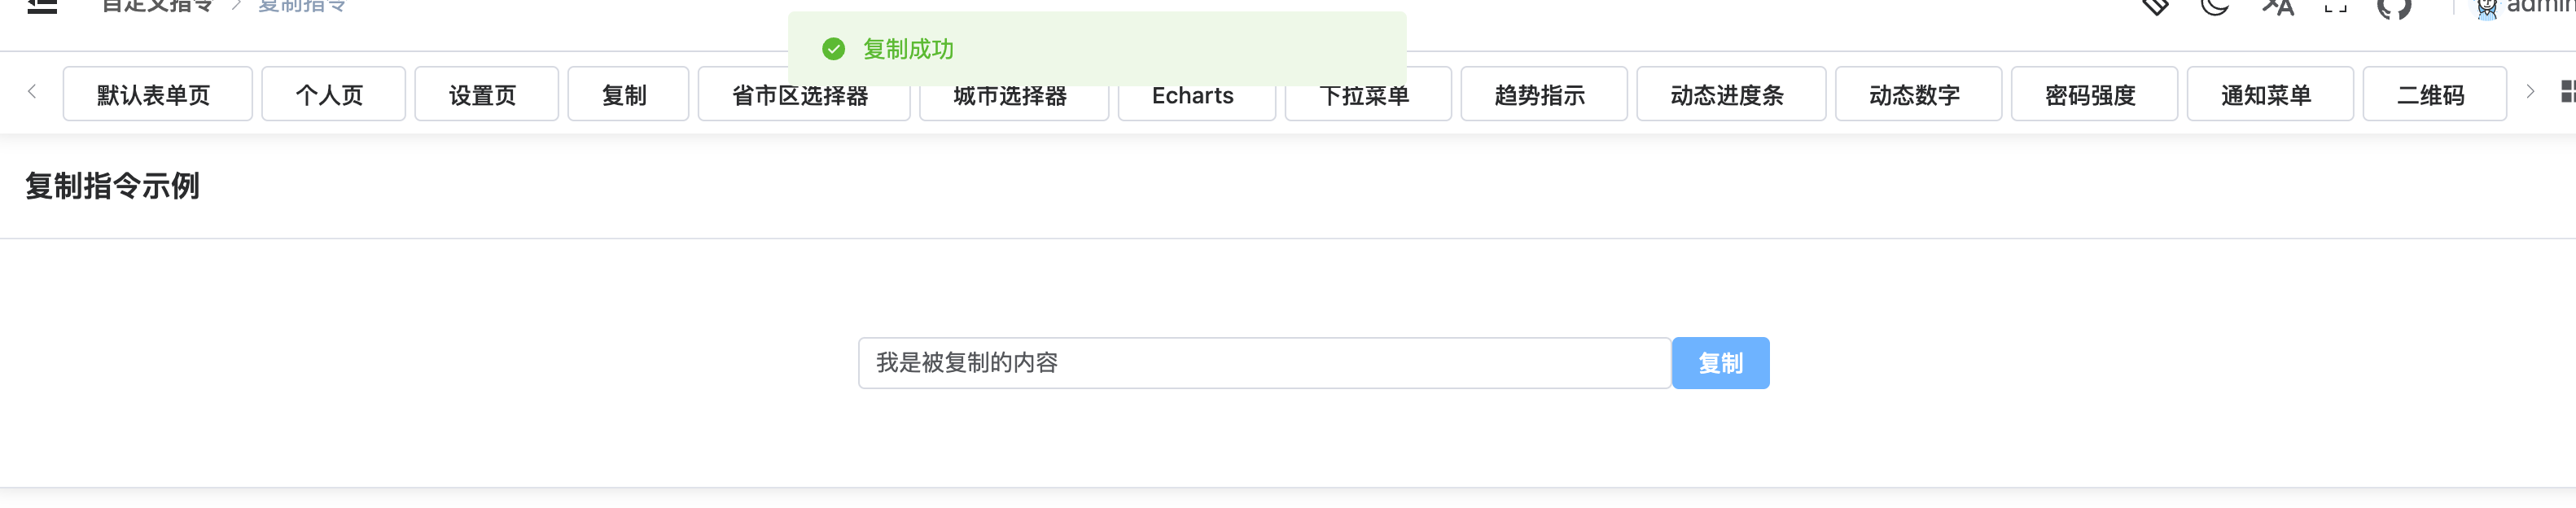 自定义指令 > 复制指令 admin
复制成功
默认表单页 个人页 设置页 复制 省市区选择器 城市选择器 Echarts 下拉菜单 趋势指示 动态进度条 动态数字 密码强度 通知菜单 二维码
复制指令示例
我是被复制的内容 复制